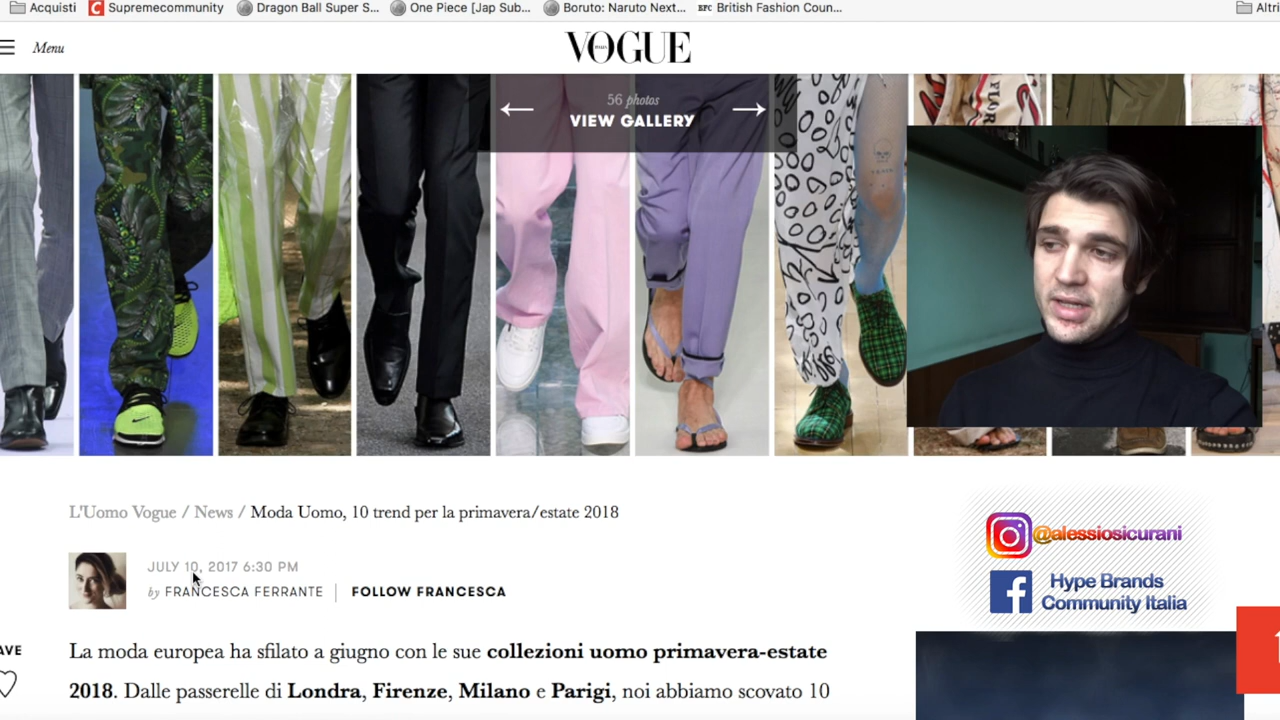 Acquisti
Supremecommunity
Dragon Ball Super S...
One Piece [Jap Sub...
Boruto: Naruto Next...
BFC British Fashion Coun...
Altri
Menu
VOGUE
56 photos
VIEW GALLERY
L'Uomo Vogue / News / Moda Uomo, 10 trend per la primavera/estate 2018
JULY 10, 2017 6:30 PM
by FRANCESCA FERRANTE | FOLLOW FRANCESCA
@alessiosicurani
Hype Brands
Community Italia
AVE
La moda europea ha sfilato a giugno con le sue collezioni uomo primavera-estate
2018. Dalle passerelle di Londra, Firenze, Milano e Parigi, noi abbiamo scovato 10